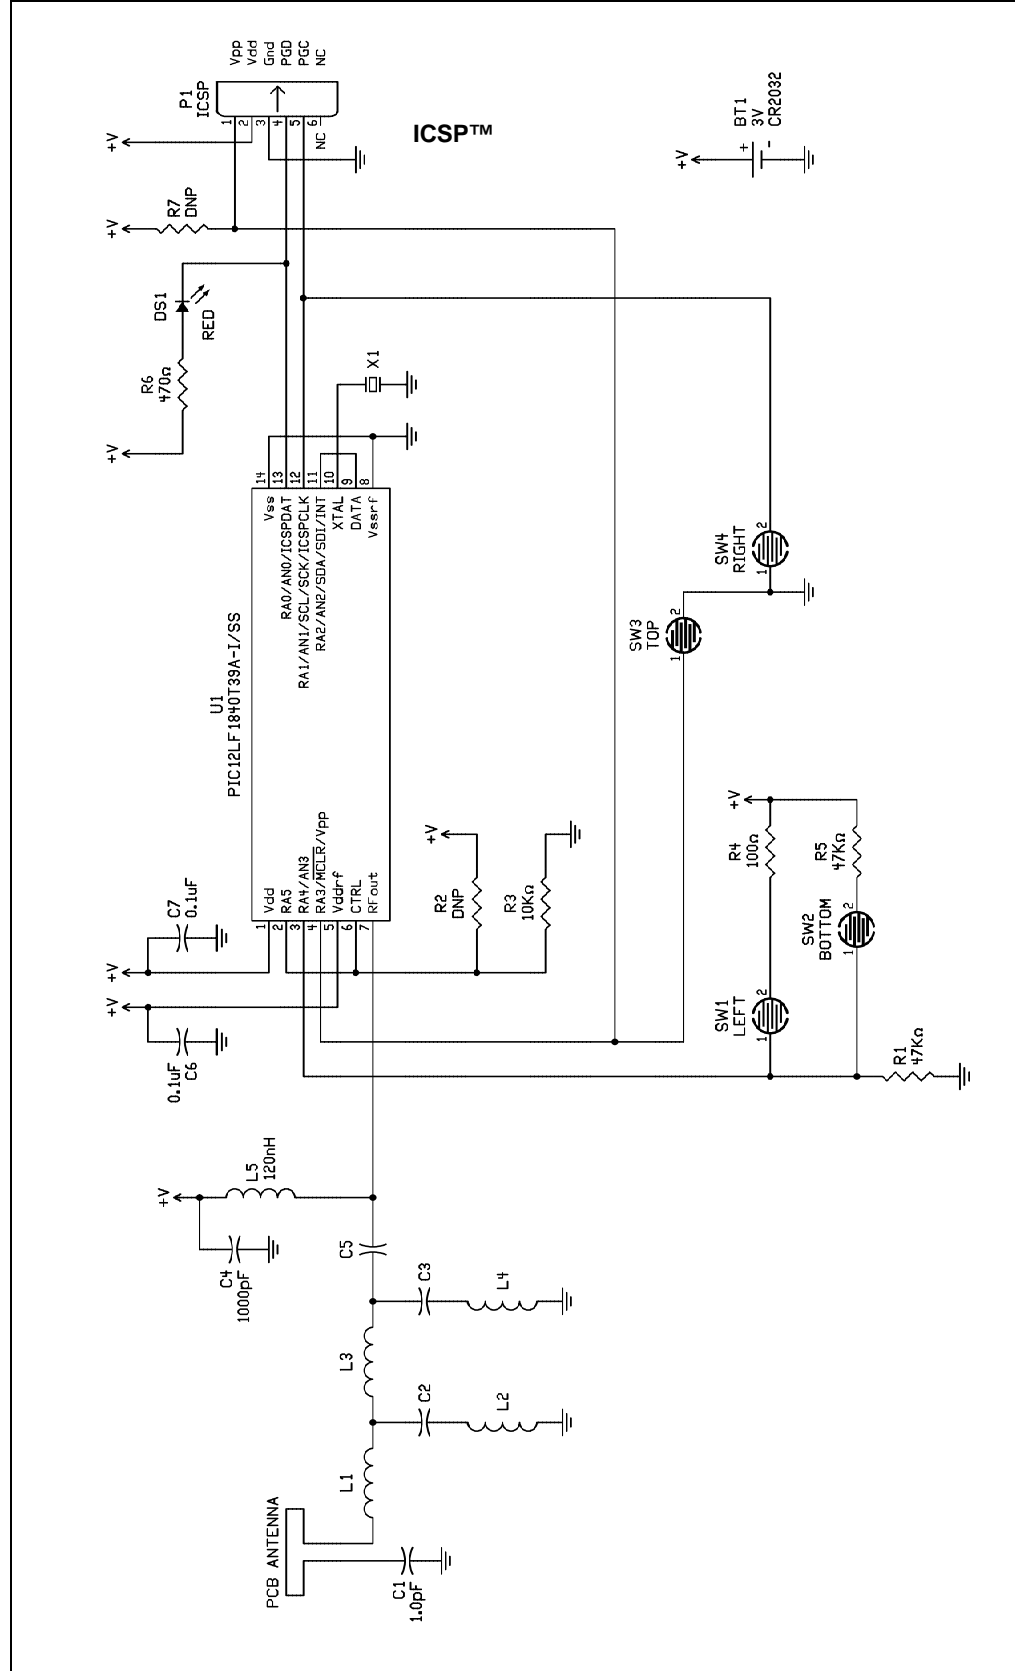 Vpp
Vdd
Gnd
PGD
PGC
NC
P1
ICSP
1
2
3
4
5
6
NC
ICSP™
+V
BT1
3V
CR2032
+
-
+V
R7
DNP
+V
DS1
RED
R6
470Ω
+V
X1
14
13
12
11
10
9
8
Vss
RA0/AN0/ICSPDAT
RA1/AN1/SCL/SCK/ICSPCLK
RA2/AN2/SDA/SDI/INT
XTAL
DATA
Vssrf
U1
PIC12LF1840T39A-I/SS
Vdd
RA5
RA4/AN3
RA3/MCLR/Vpp
Vddrf
CTRL
RFout
1
2
3
4
5
6
7
SW4
RIGHT
2
1
SW3
TOP
2
1
+V
R4
100Ω
R5
47KΩ
SW2
BOTTOM
2
1
SW1
LEFT
2
1
R1
47KΩ
+V
R2
DNP
R3
10KΩ
C7
0.1uF
+V
+V
0.1uF
C6
+V
L5
120nH
C4
1000pF
C5
C3
L4
L3
C2
L2
L1
PCB ANTENNA
C1
1.0pF